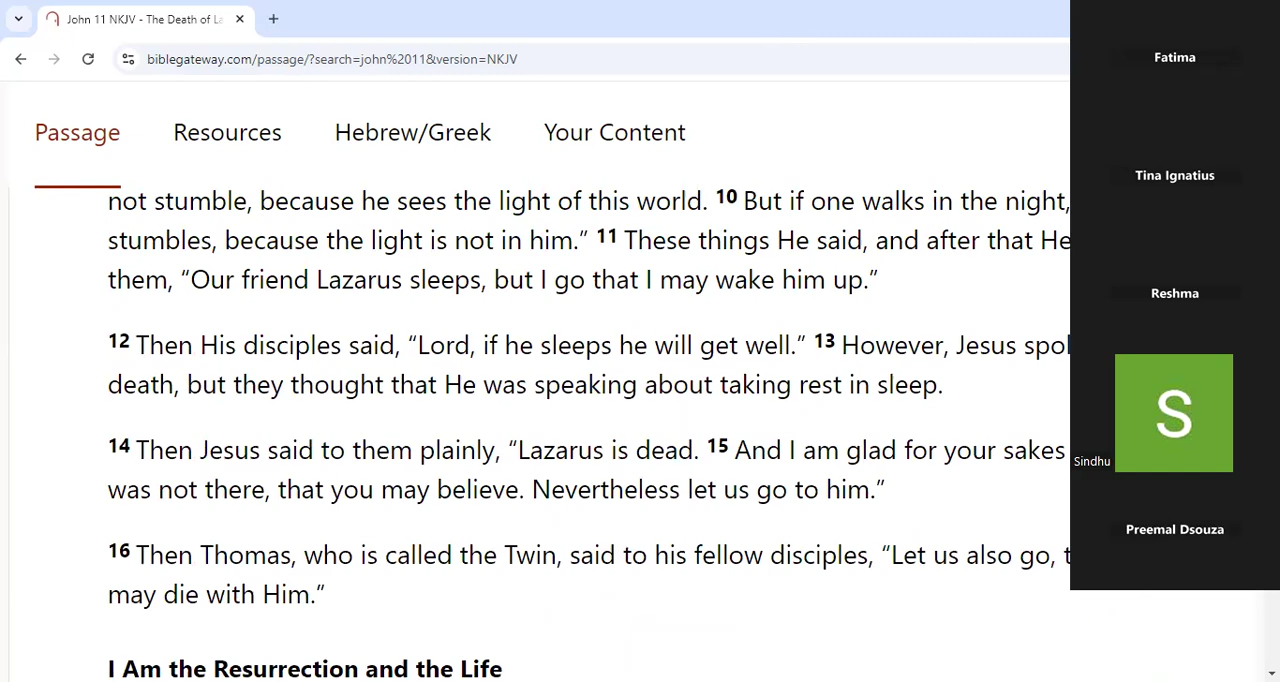 John 11 NKJV - The Death of La
biblegateway.com/passage/?search=john%2011&version=NKJV
Passage Resources Hebrew/Greek Your Content
not stumble, because he sees the light of this world. 10 But if one walks in the night,
stumbles, because the light is not in him.” 11 These things He said, and after that He
them, “Our friend Lazarus sleeps, but I go that I may wake him up.”
12 Then His disciples said, “Lord, if he sleeps he will get well.” 13 However, Jesus spo
death, but they thought that He was speaking about taking rest in sleep.
14 Then Jesus said to them plainly, “Lazarus is dead. 15 And I am glad for your sakes
was not there, that you may believe. Nevertheless let us go to him.”
16 Then Thomas, who is called the Twin, said to his fellow disciples, “Let us also go, t
may die with Him.”
I Am the Resurrection and the Life
Fatima
Tina Ignatius
Reshma
S
Sindhu
Preemal Dsouza